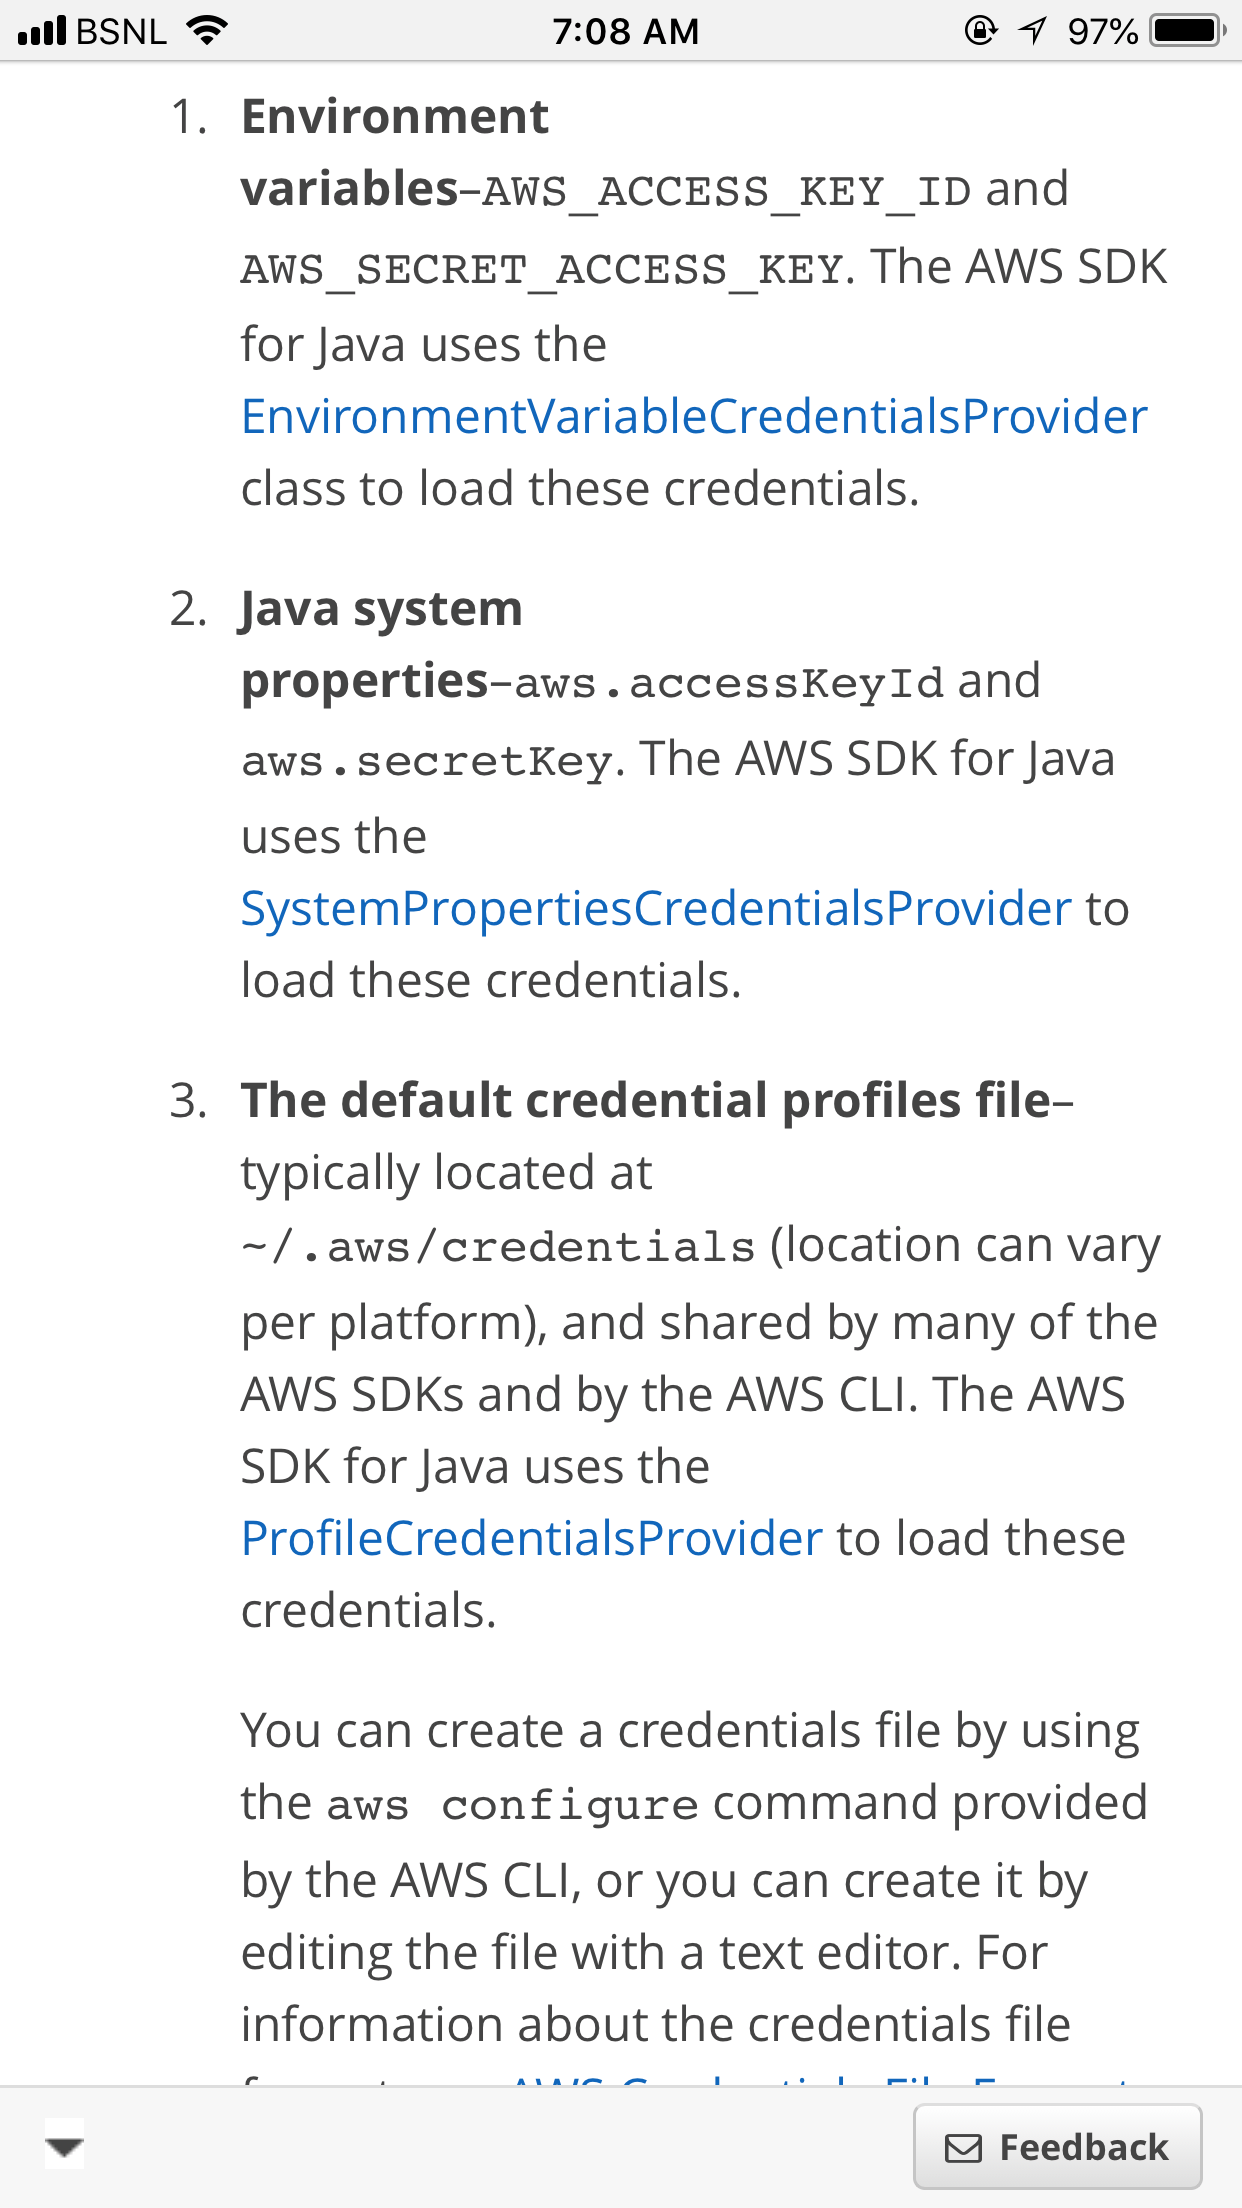 BSNL 7:08 AM 97%
1. Environment
variables–AWS_ACCESS_KEY_ID and
AWS_SECRET_ACCESS_KEY. The AWS SDK
for Java uses the
EnvironmentVariableCredentialsProvider
class to load these credentials.
2. Java system
properties–aws.accessKeyId and
aws.secretKey. The AWS SDK for Java
uses the
SystemPropertiesCredentialsProvider to
load these credentials.
3. The default credential profiles file–
typically located at
~/.aws/credentials (location can vary
per platform), and shared by many of the
AWS SDKs and by the AWS CLI. The AWS
SDK for Java uses the
ProfileCredentialsProvider to load these
credentials.
You can create a credentials file by using
the aws configure command provided
by the AWS CLI, or you can create it by
editing the file with a text editor. For
information about the credentials file
AWS Credentials File Format
Feedback